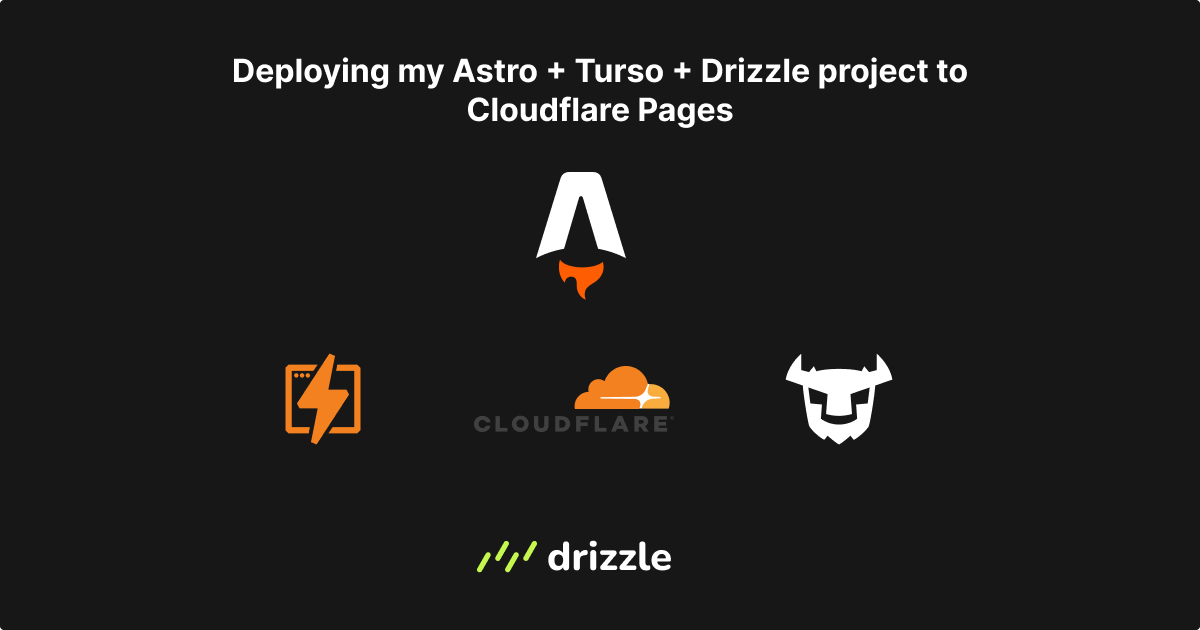 Deploying my Astro + Turso + Drizzle project to
Cloudflare Pages
CLOUDFLARE
drizzle